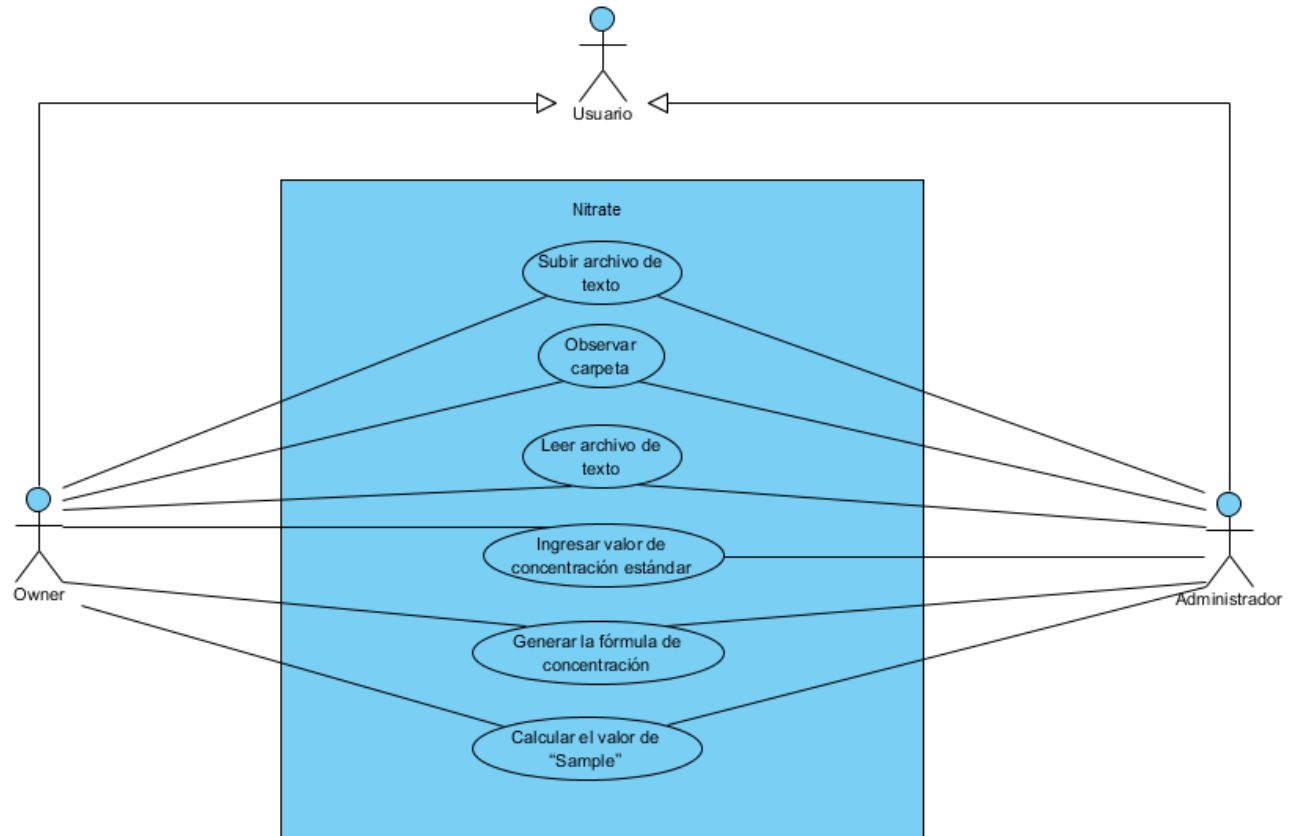 Usuario
Nitrate
Subir archivo de
texto
Observar
carpeta
Leer archivo de
texto
Ingresar valor de
concentración estándar
Owner
Administrador
Generar la fórmula de
concentración
Calcular el valor de
“Sample”